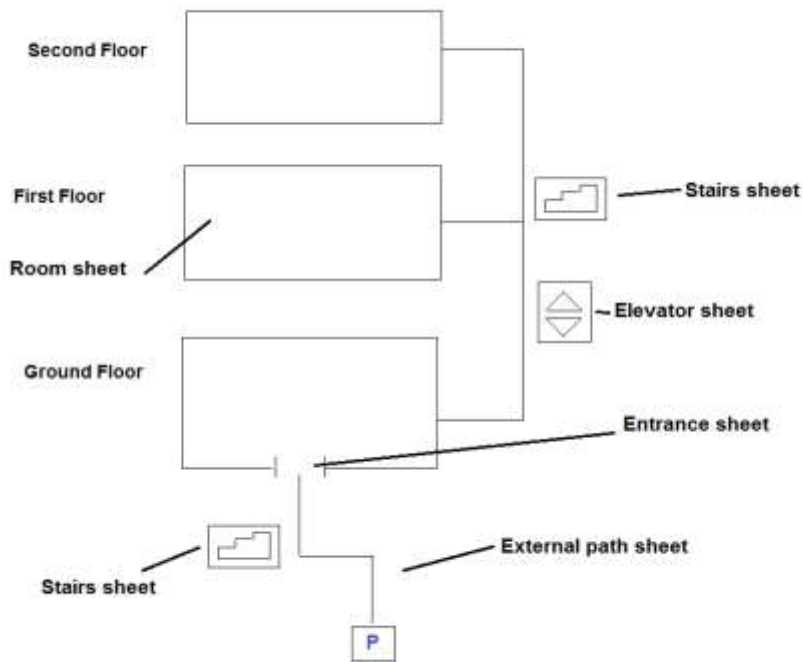 Second Floor
First Floor
Stairs sheet
Room sheet
Elevator sheet
Ground Floor
Entrance sheet
External path sheet
Stairs sheet
P